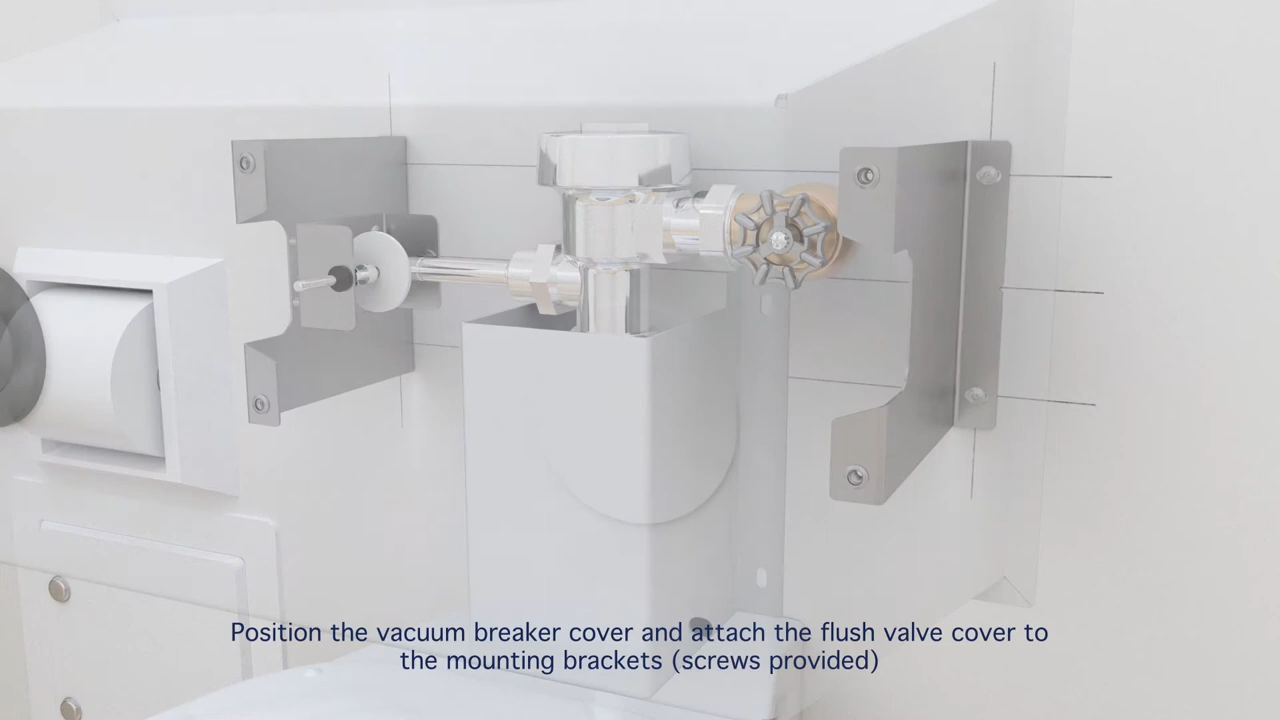 Position the vacuum breaker cover and attach the flush valve cover to
the mounting brackets (screws provided)